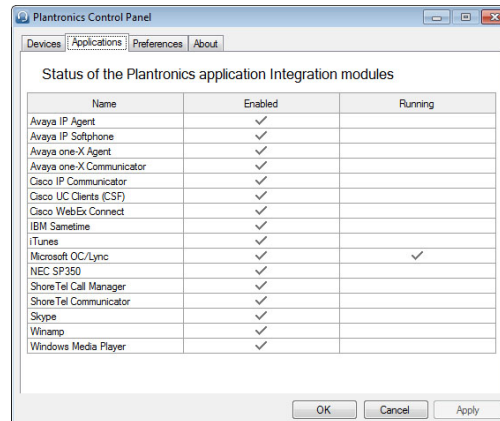 Plantronics Control Panel
Devices Applications Preferences About
Status of the Plantronics application Integration modules
Name Enabled Running
Avaya IP Agent
Avaya IP Softphone
Avaya one-X Agent
Avaya one-X Communicator
Cisco IP Communicator
Cisco UC Clients (CSF)
Cisco WebEx Connect
IBM Sametime
iTunes
Microsoft OC/Lync
NEC SP350
ShoreTel Call Manager
ShoreTel Communicator
Skype
Winamp
Windows Media Player
OK Cancel Apply